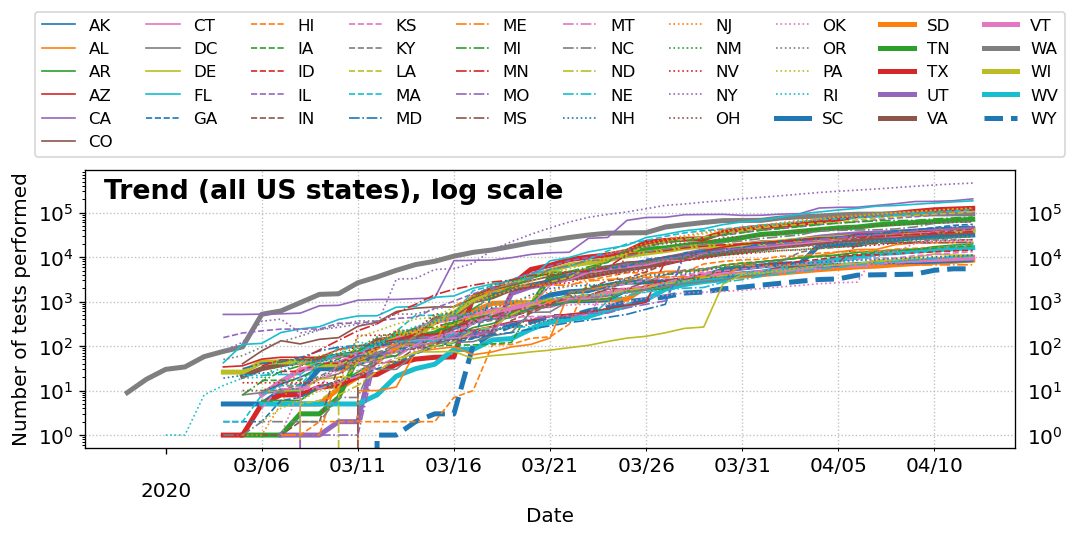 AK CT HI KS ME MT NJ OK SD VT
AL DC IA KY MI NC NM OR TN WA
AR DE ID LA MN ND NV PA TX WI
AZ FL IL MA MO NE NY RI UT WV
CA GA IN MD MS NH OH SC VA WY
CO
Trend (all US states), log scale
Number of tests performed
10⁵ 10⁵
10⁴ 10⁴
10³ 10³
10² 10²
10¹ 10¹
10⁰ 10⁰
03/06 03/11 03/16 03/21 03/26 03/31 04/05 04/10
2020
Date